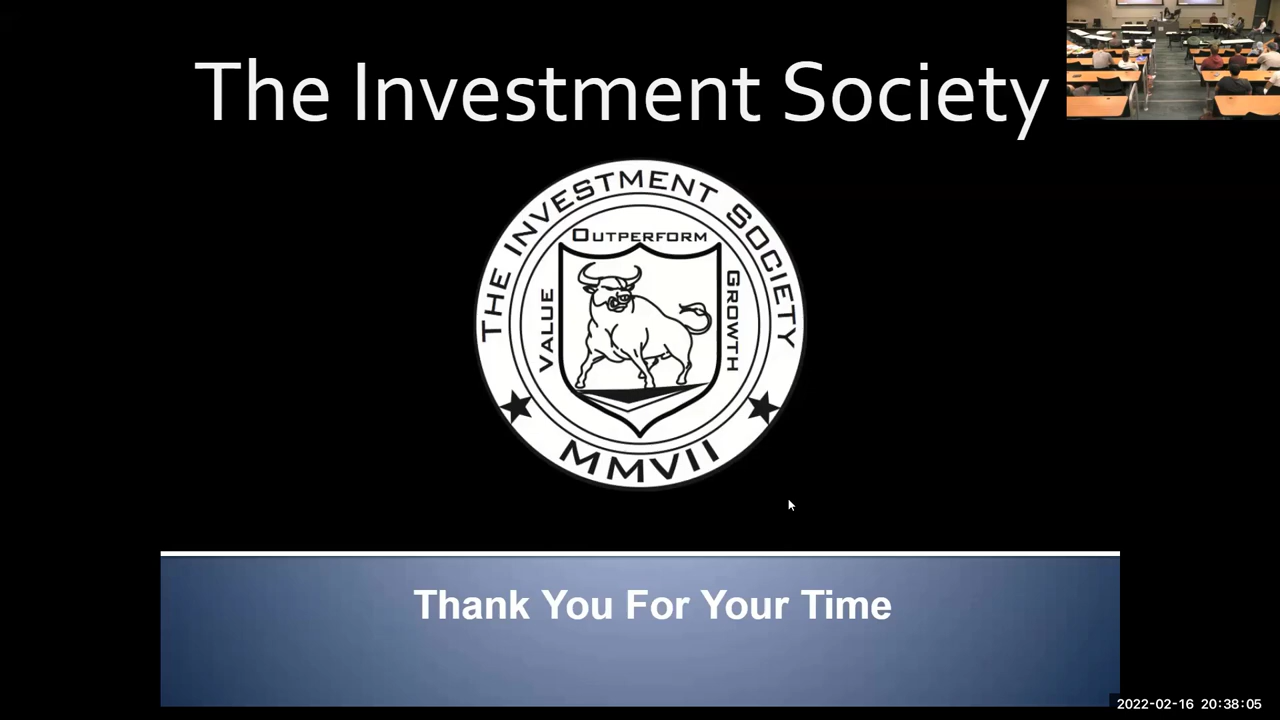 The Investment Society
THE INVESTMENT SOCIETY
OUTPERFORM
VALUE
GROWTH
MMVII
Thank You For Your Time
2022-02-16 20:38:05